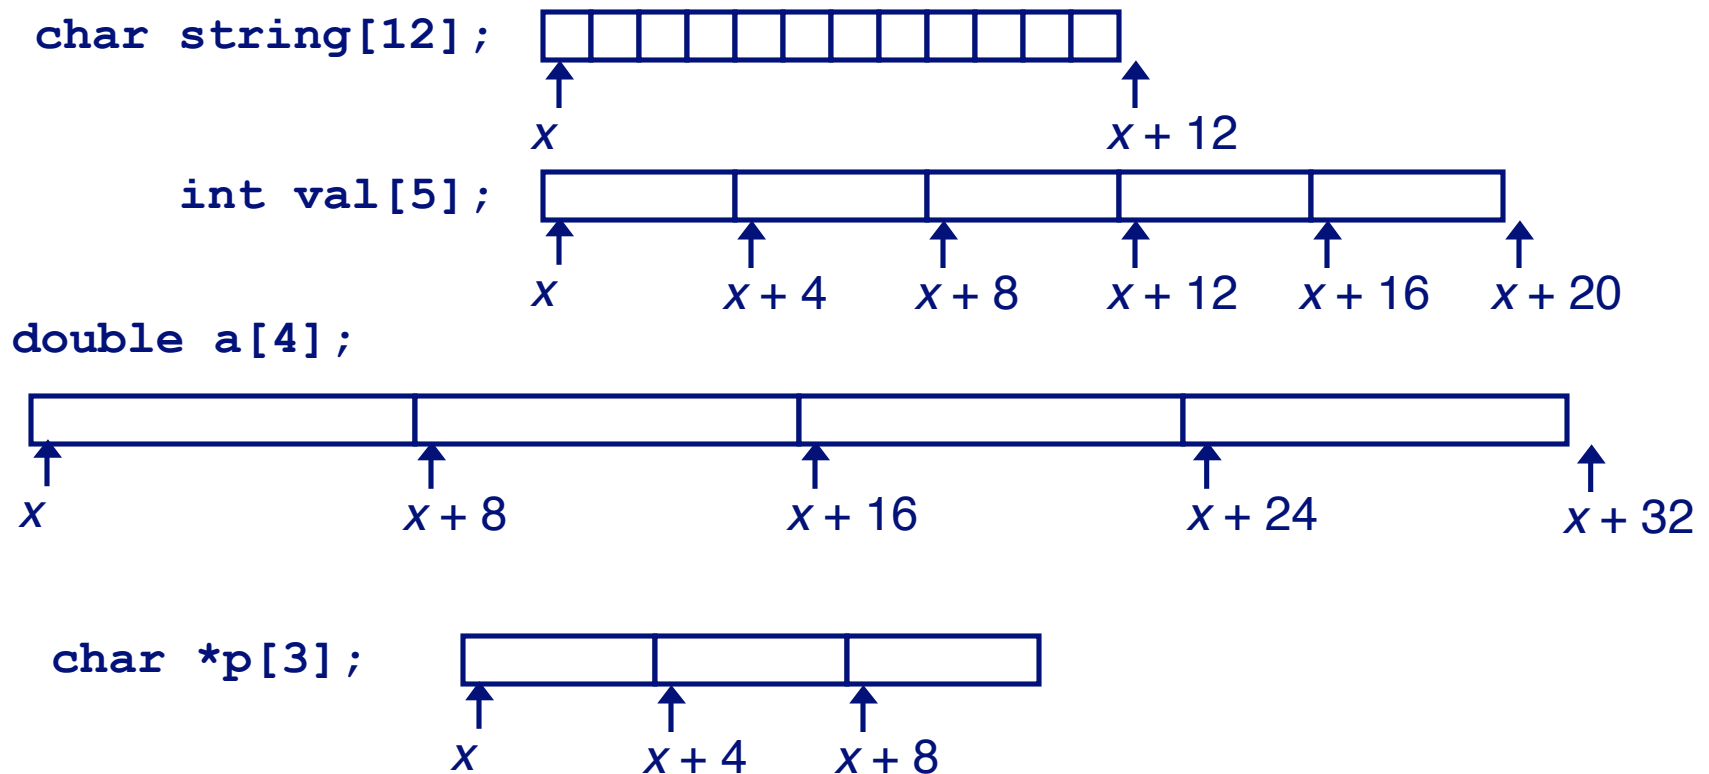 char string[12];
x x + 12
int val[5];
x x + 4 x + 8 x + 12 x + 16 x + 20
double a[4];
x x + 8 x + 16 x + 24 x + 32
char *p[3];
x x + 4 x + 8